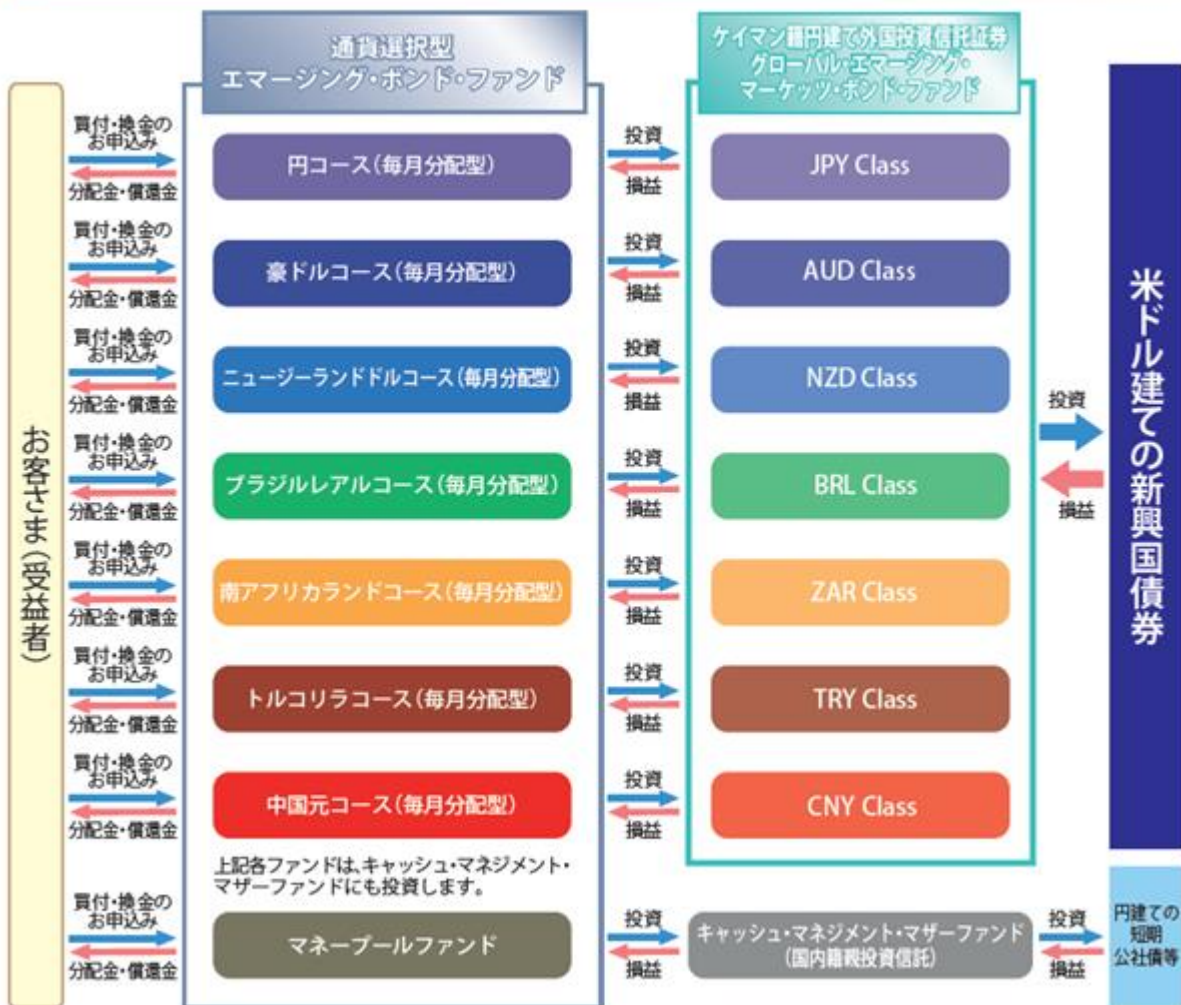 通貨選択型
エマージング・ボンド・ファンド
ケイマン籍円建て外国投資信託証券
グローバル・エマージング・
マーケッツ・ボンド・ファンド
お客さま(受益者)
買付・換金の
お申込み
分配金・償還金
円コース(毎月分配型)
投資
損益
JPY Class
買付・換金の
お申込み
分配金・償還金
豪ドルコース(毎月分配型)
投資
損益
AUD Class
買付・換金の
お申込み
分配金・償還金
ニュージーランドドルコース(毎月分配型)
投資
損益
NZD Class
買付・換金の
お申込み
分配金・償還金
ブラジルレアルコース(毎月分配型)
投資
損益
BRL Class
買付・換金の
お申込み
分配金・償還金
南アフリカランドコース(毎月分配型)
投資
損益
ZAR Class
買付・換金の
お申込み
分配金・償還金
トルコリラコース(毎月分配型)
投資
損益
TRY Class
買付・換金の
お申込み
分配金・償還金
中国元コース(毎月分配型)
投資
損益
CNY Class
投資
損益
米ドル建ての新興国債券
上記各ファンドは、キャッシュ・マネジメント・
マザーファンドにも投資します。
買付・換金の
お申込み
分配金・償還金
マネープールファンド
投資
損益
キャッシュ・マネジメント・マザーファンド
(国内籍親投資信託)
投資
損益
円建ての
短期
公社債等